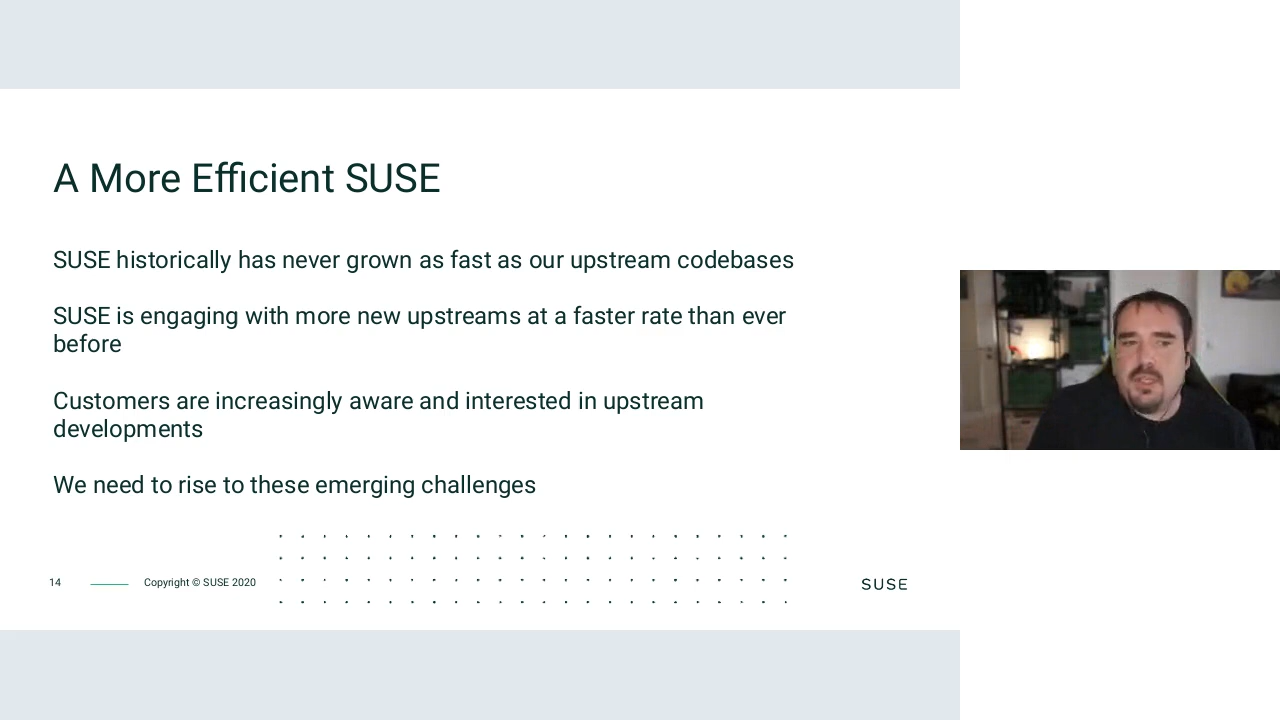 A More Efficient SUSE
SUSE historically has never grown as fast as our upstream codebases
SUSE is engaging with more new upstreams at a faster rate than ever
before
Customers are increasingly aware and interested in upstream
developments
We need to rise to these emerging challenges
14
Copyright © SUSE 2020
SUSE